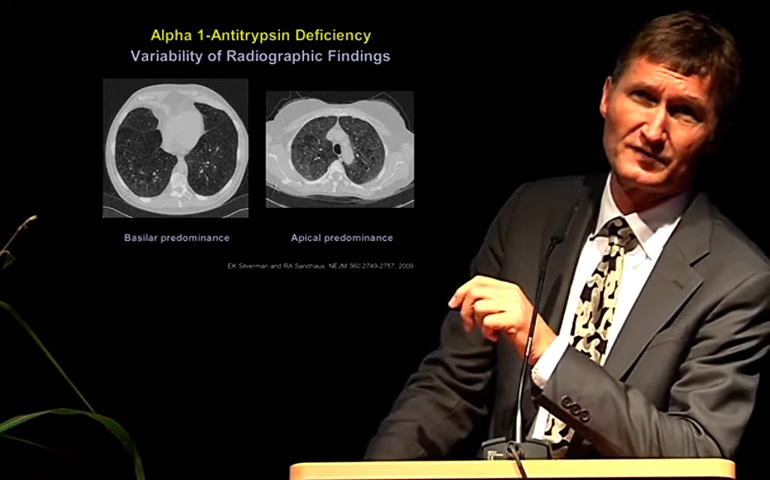 Alpha 1-Antitrypsin Deficiency
Variability of Radiographic Findings
Basilar predominance
Apical predominance
EK Silverman and RA Sandhaus, NEJM 360:2749-2757, 2009